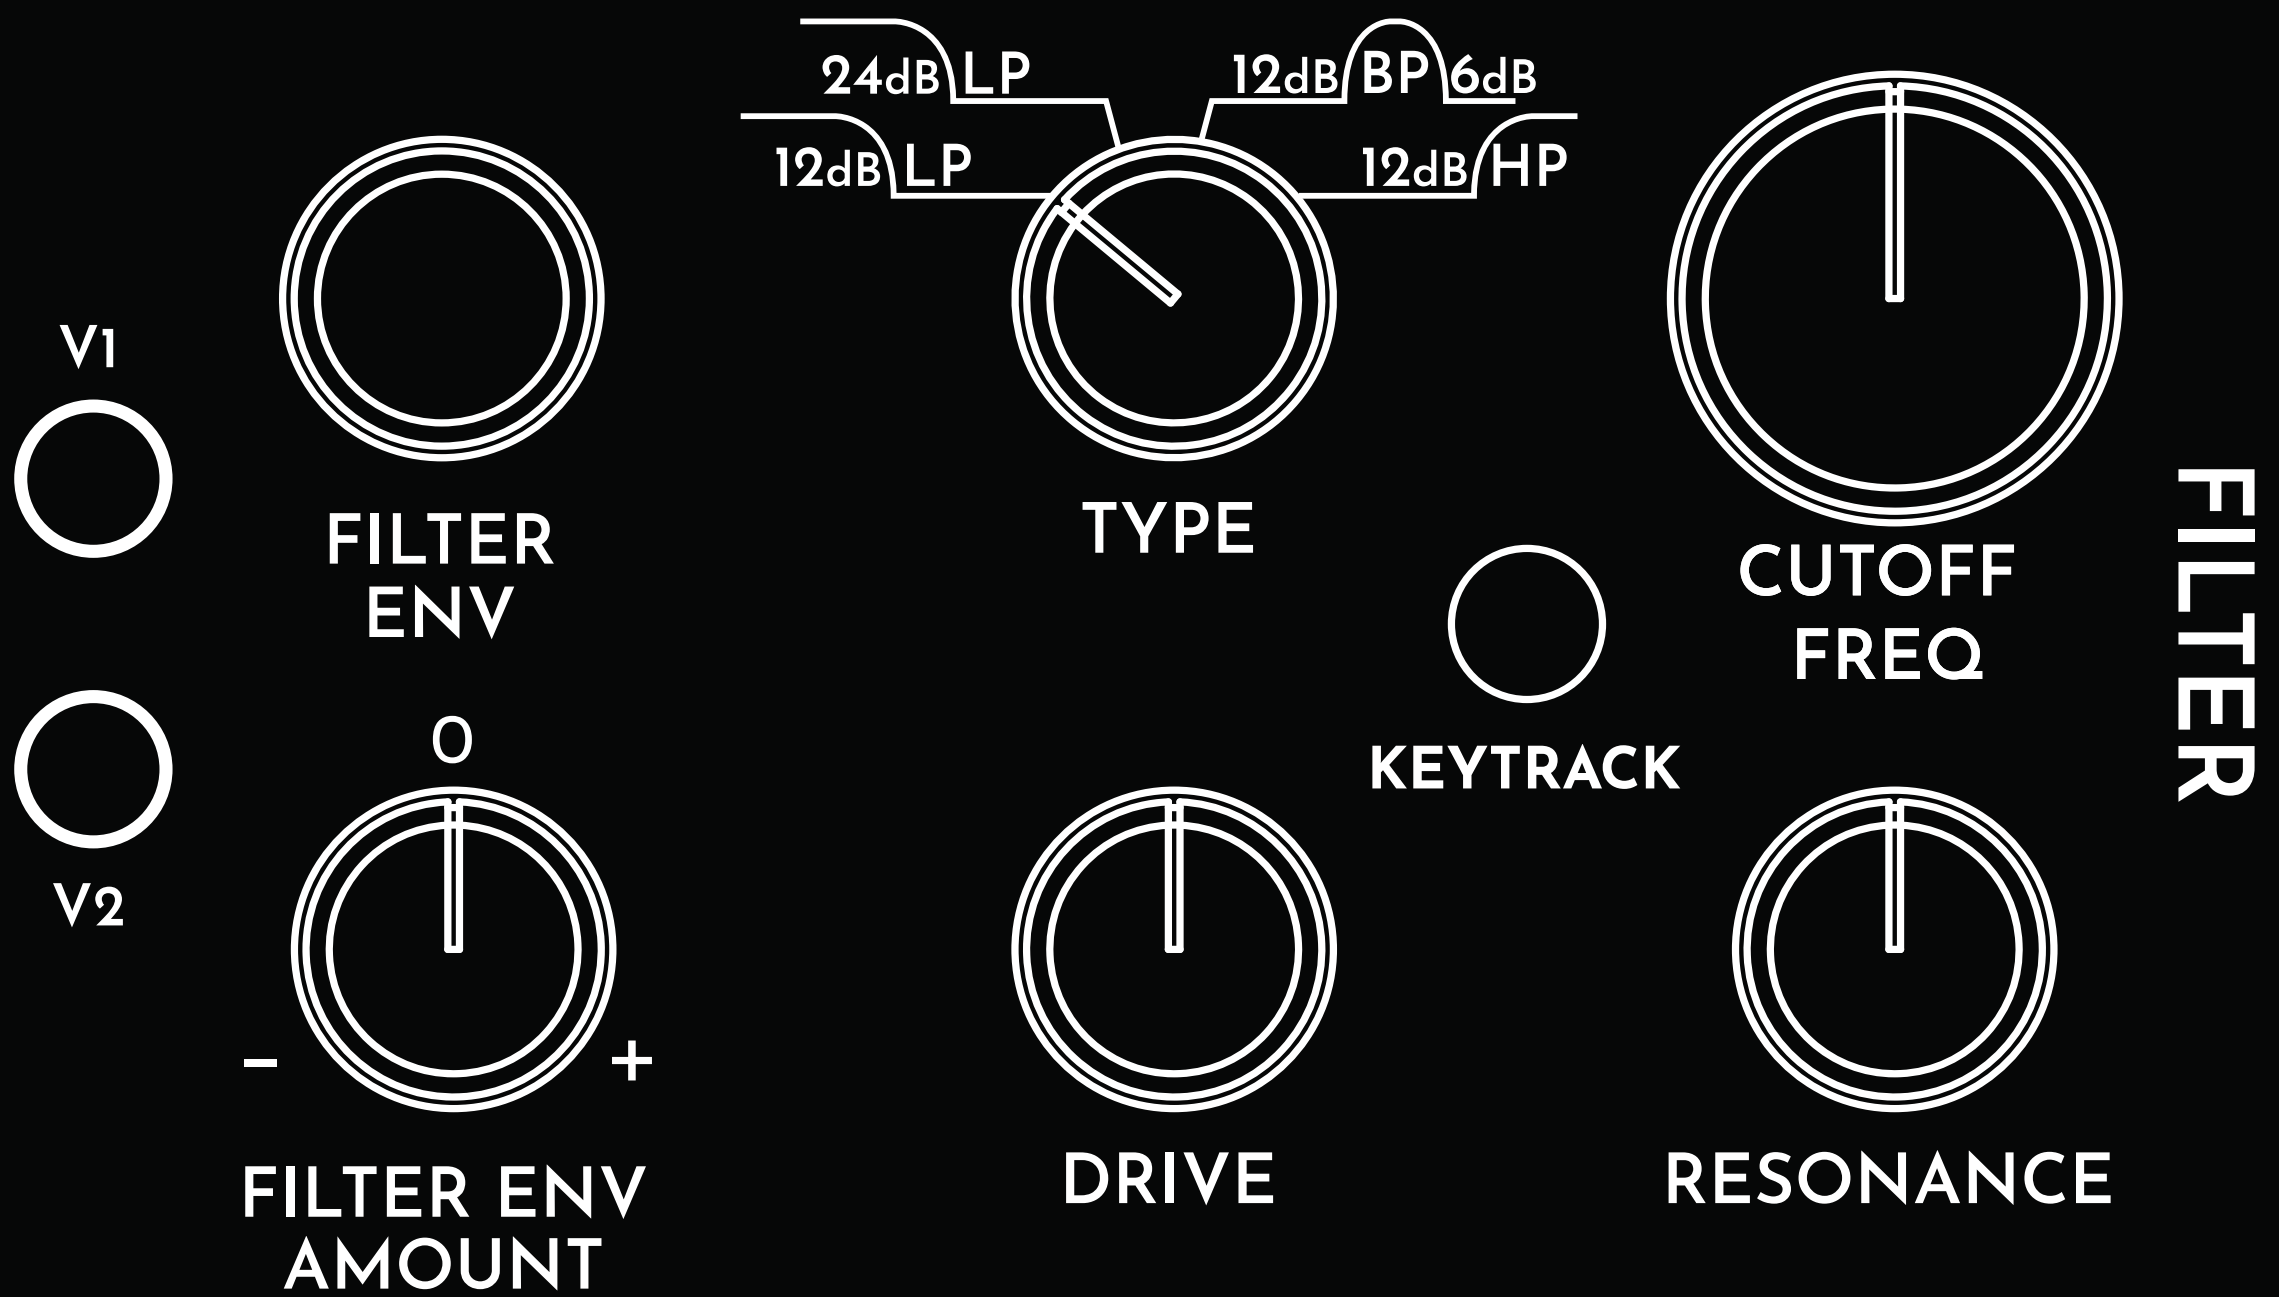 24dB LP
12dB BP 6dB
12dB LP
12dB HP
V1
FILTER
ENV
TYPE
CUTOFF
FREQ
FILTER
0
KEYTRACK
V2
-
+
FILTER ENV
AMOUNT
DRIVE
RESONANCE